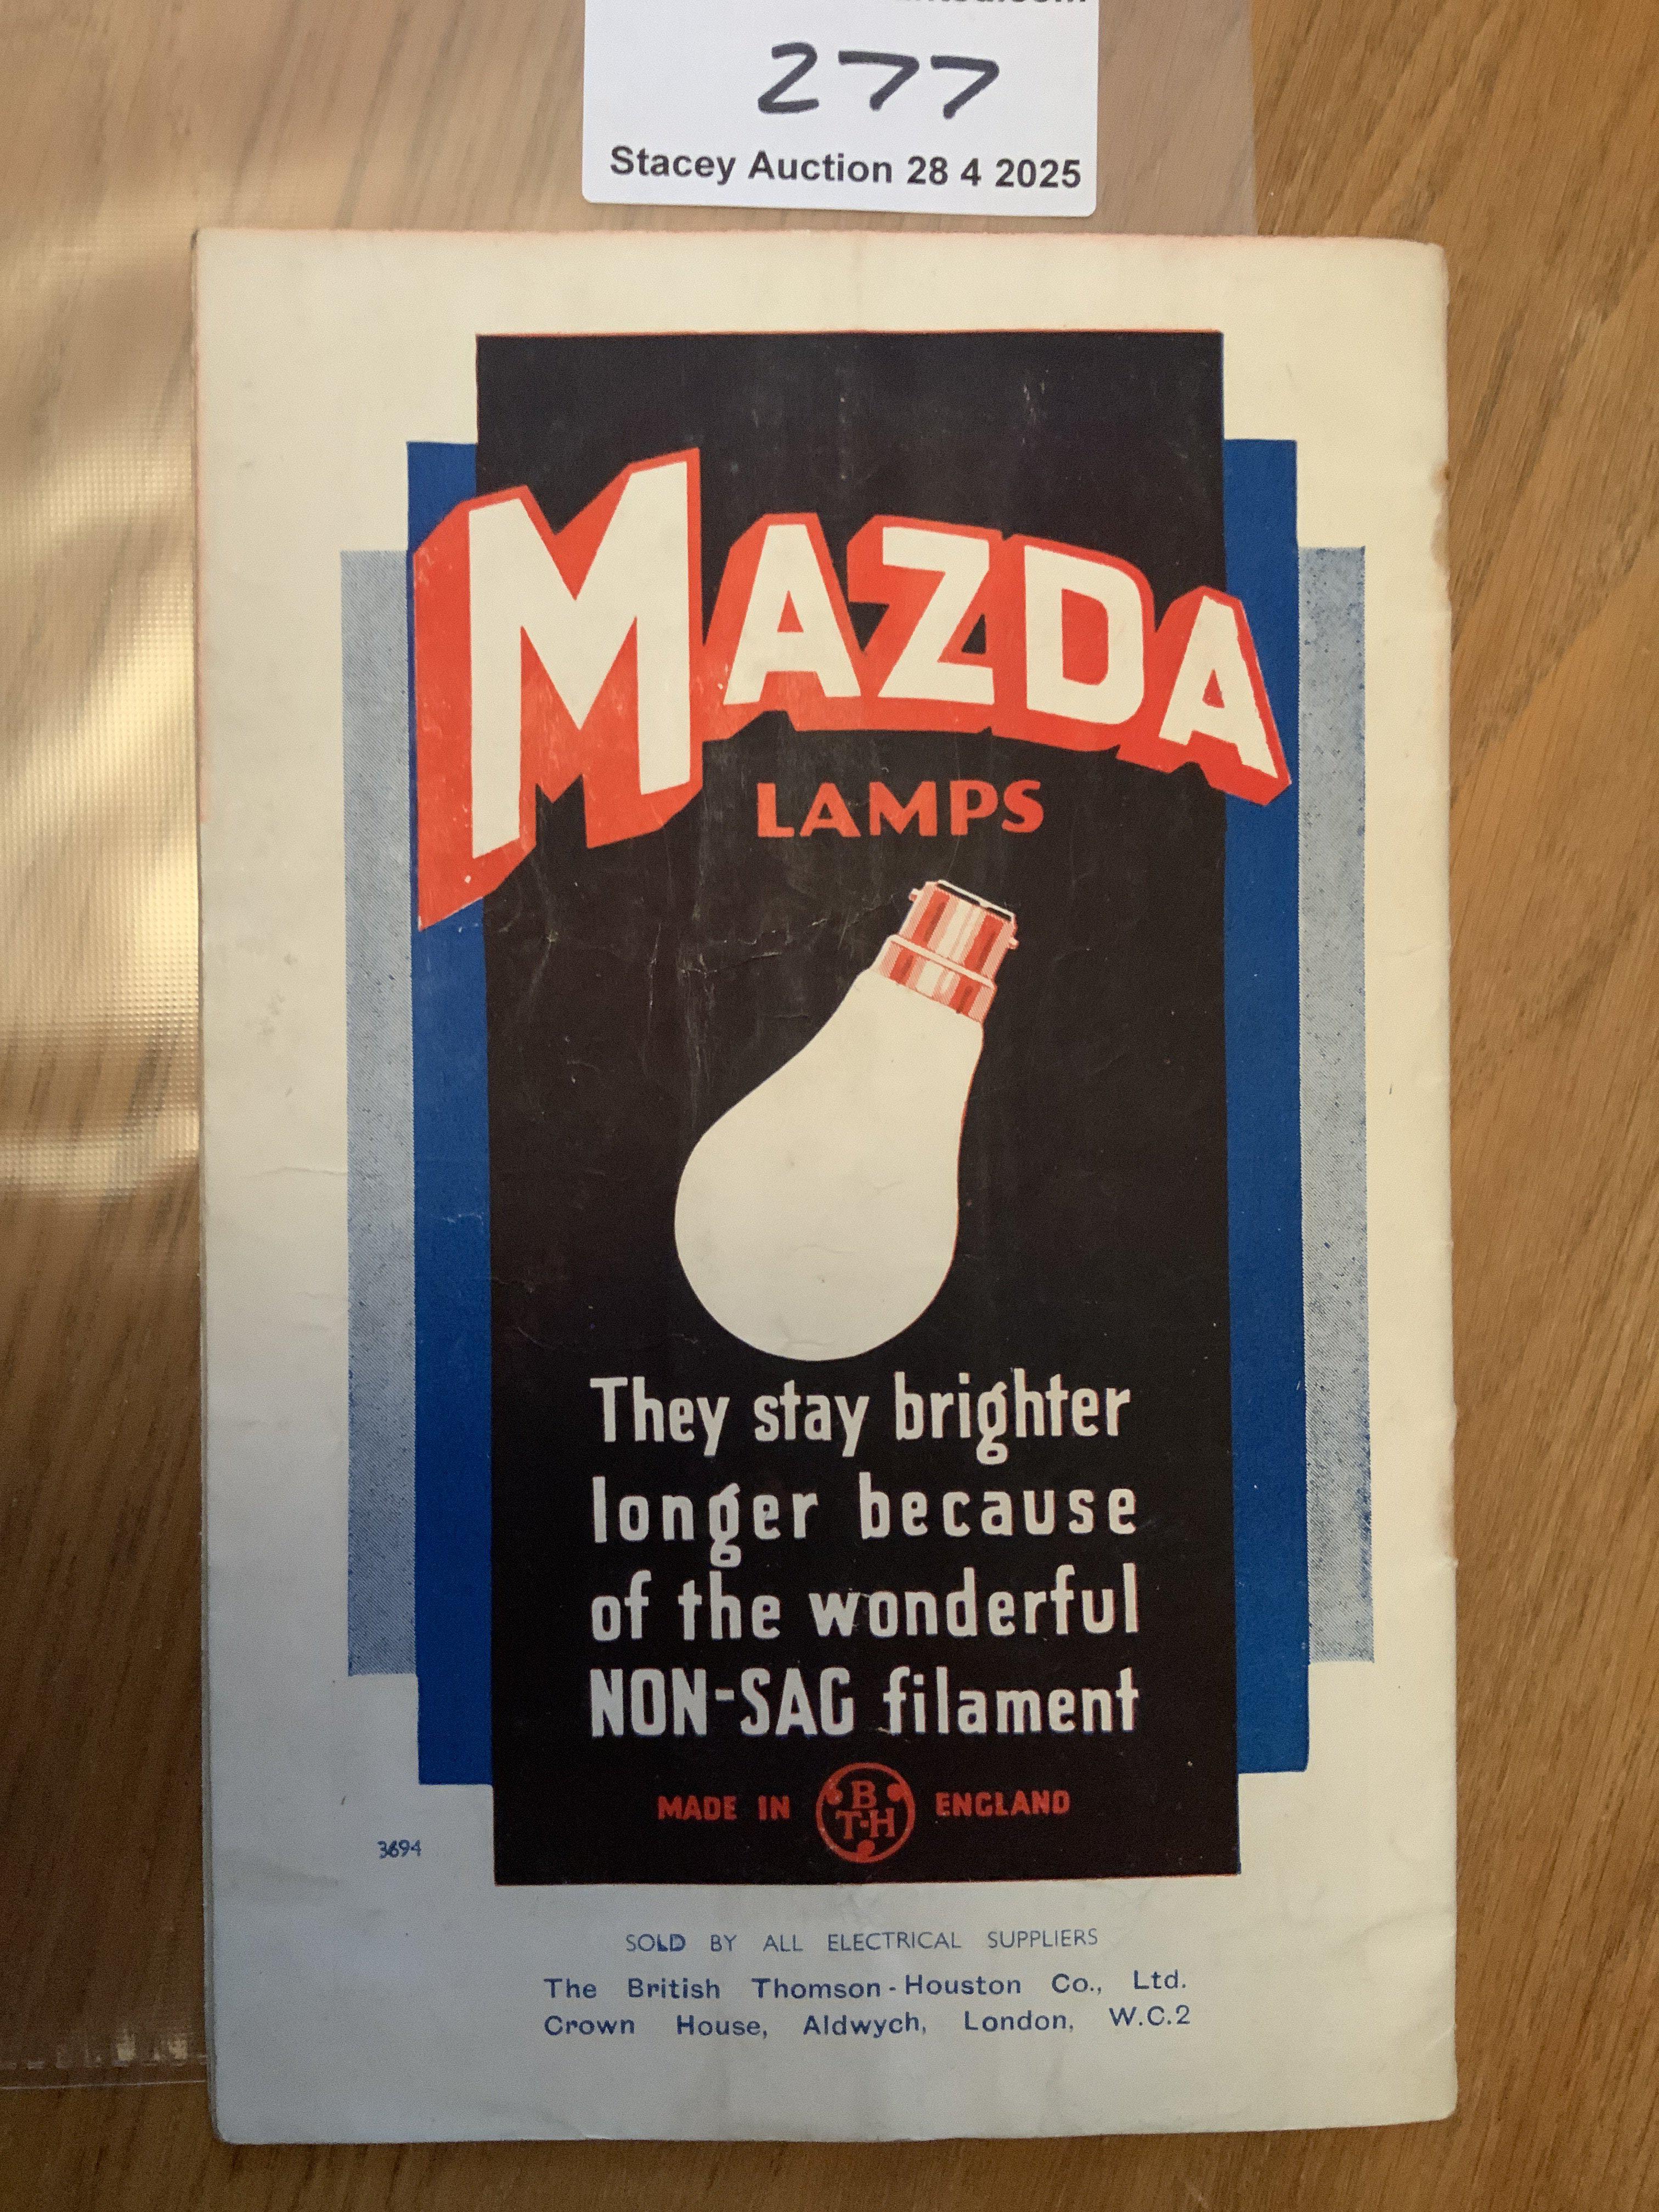 277
Stacey Auction 28 4 2025
MAZDA
LAMPS
They stay brighter
longer because
of the wonderful
NON-SAG filament
MADE IN BTH ENGLAND
3694
SOLD BY ALL ELECTRICAL SUPPLIERS
The British Thomson-Houston Co., Ltd.
Crown House, Aldwych, London, W.C.2